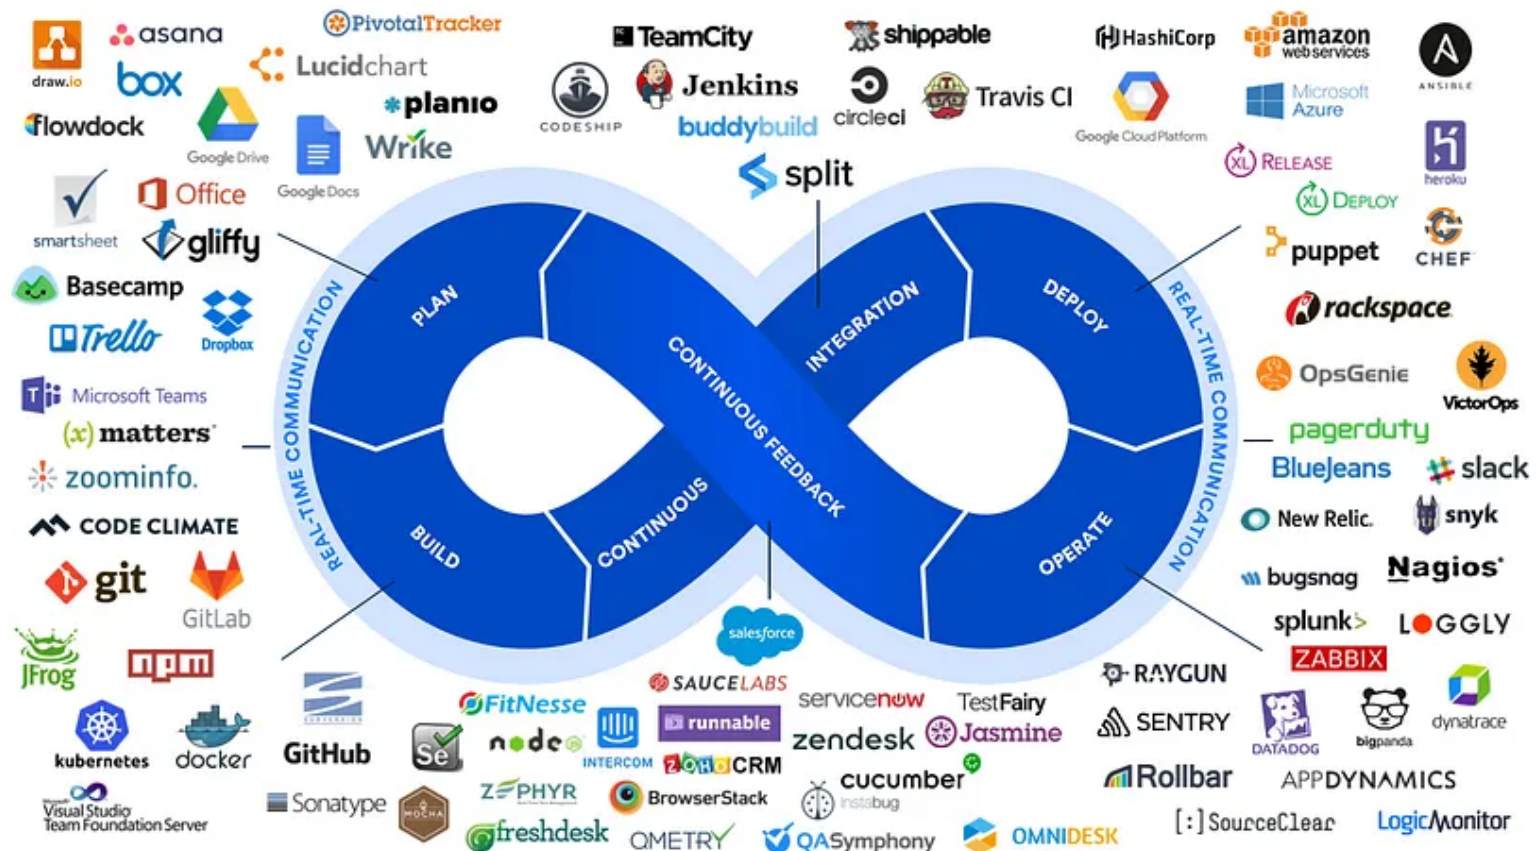 draw.io
asana
box
PivotalTracker
Lucidchart
planio
flowdock
Google Drive
Google Docs
Wrike
smartsheet
Office
gliffy
Basecamp
Trello
Dropbox
TeamCity
shippable
CODESHIP
Jenkins
circleci
Travis CI
buddybuild
split
HashiCorp
amazon
web services
ANSIBLE
Google Cloud Platform
Microsoft
Azure
heroku
XL RELEASE
XL DEPLOY
puppet
CHEF
rackspace
PLAN
CONTINUOUS FEEDBACK
INTEGRATION
DEPLOY
BUILD
CONTINUOUS
OPERATE
REAL-TIME COMMUNICATION
REAL-TIME COMMUNICATION
Microsoft Teams
(x)matters
zoominfo.
OpsGenie
VictorOps
pagerduty
BlueJeans
slack
CODE CLIMATE
git
GitLab
JFrog
npm
kubernetes
docker
SUBVERSION
GitHub
Microsoft
Visual Studio
Team Foundation Server
Sonatype
MOCHA
salesforce
FitNesse
SAUCELABS
servicenow
TestFairy
Se
node
JS
INTERCOM
runnable
zendesk
Jasmine
ZOHO CRM
ZEPHYR
BrowserStack
cucumber
instabug
freshdesk
QMETRY
QASymphony
OMNIDESK
New Relic.
snyk
bugsnag
Nagios
splunk>
LOGGLY
ZABBIX
RAYGUN
SENTRY
DATADOG
bigpanda
dynatrace
Rollbar
APPDYNAMICS
[:]SourceClear
LogicMonitor